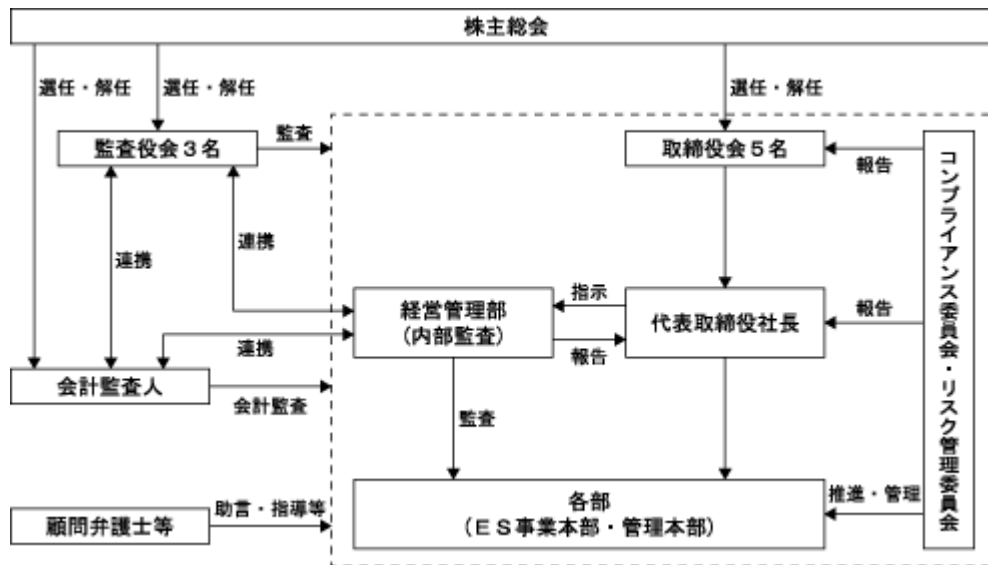 株主総会
選任・解任
選任・解任
選任・解任
監査役会3名
監査
取締役会5名
報告
コンプライアンス委員会・リスク管理委員会
連携
連携
経営管理部
(内部監査)
指示
報告
代表取締役社長
報告
連携
会計監査人
会計監査
監査
顧問弁護士等
助言・指導等
各部
(ES事業本部・管理本部)
推進・管理